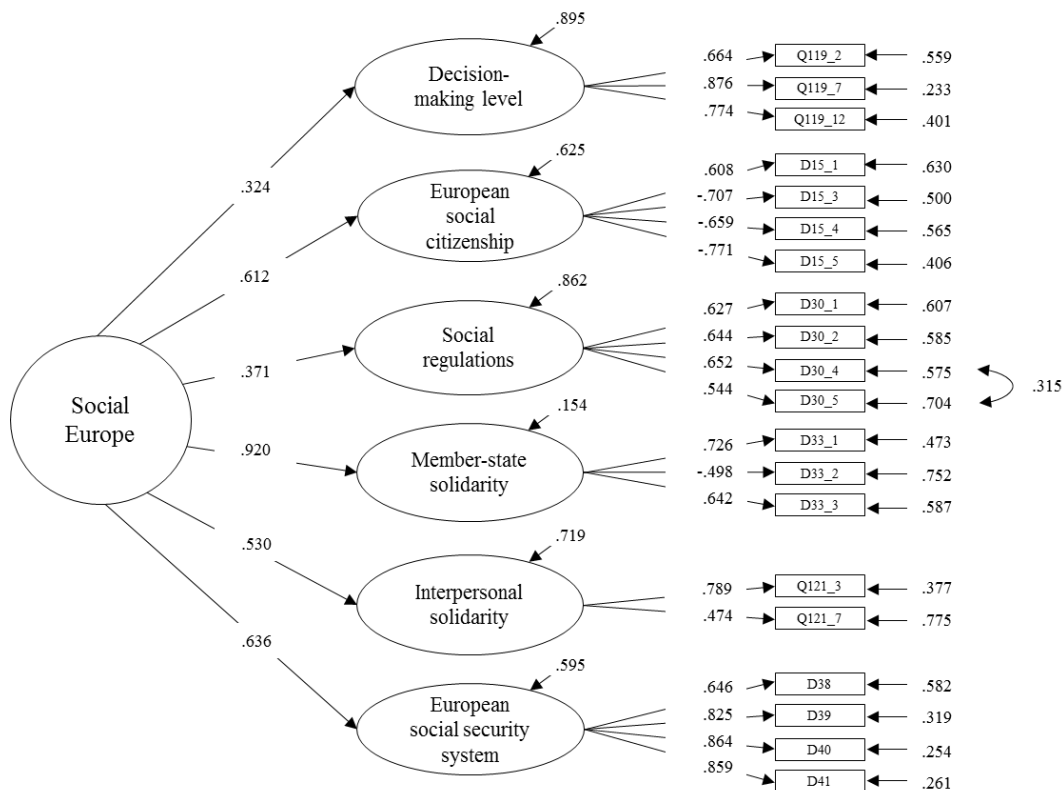 .895
Decision-
making level
.664
Q119_2
.559
.876
Q119_7
.233
.774
Q119_12
.401
.324
.625
European
social
citizenship
.608
D15_1
.630
-.707
D15_3
.500
-.659
D15_4
.565
-.771
D15_5
.406
.612
.862
Social
regulations
.627
D30_1
.607
.644
D30_2
.585
.652
D30_4
.575
.544
D30_5
.704
.315
.371
Social
Europe
.154
Member-state
solidarity
.726
D33_1
.473
-.498
D33_2
.752
.642
D33_3
.587
.920
.719
Interpersonal
solidarity
.789
Q121_3
.377
.474
Q121_7
.775
.530
.595
European
social security
system
.646
D38
.582
.825
D39
.319
.864
D40
.254
.859
D41
.261
.636